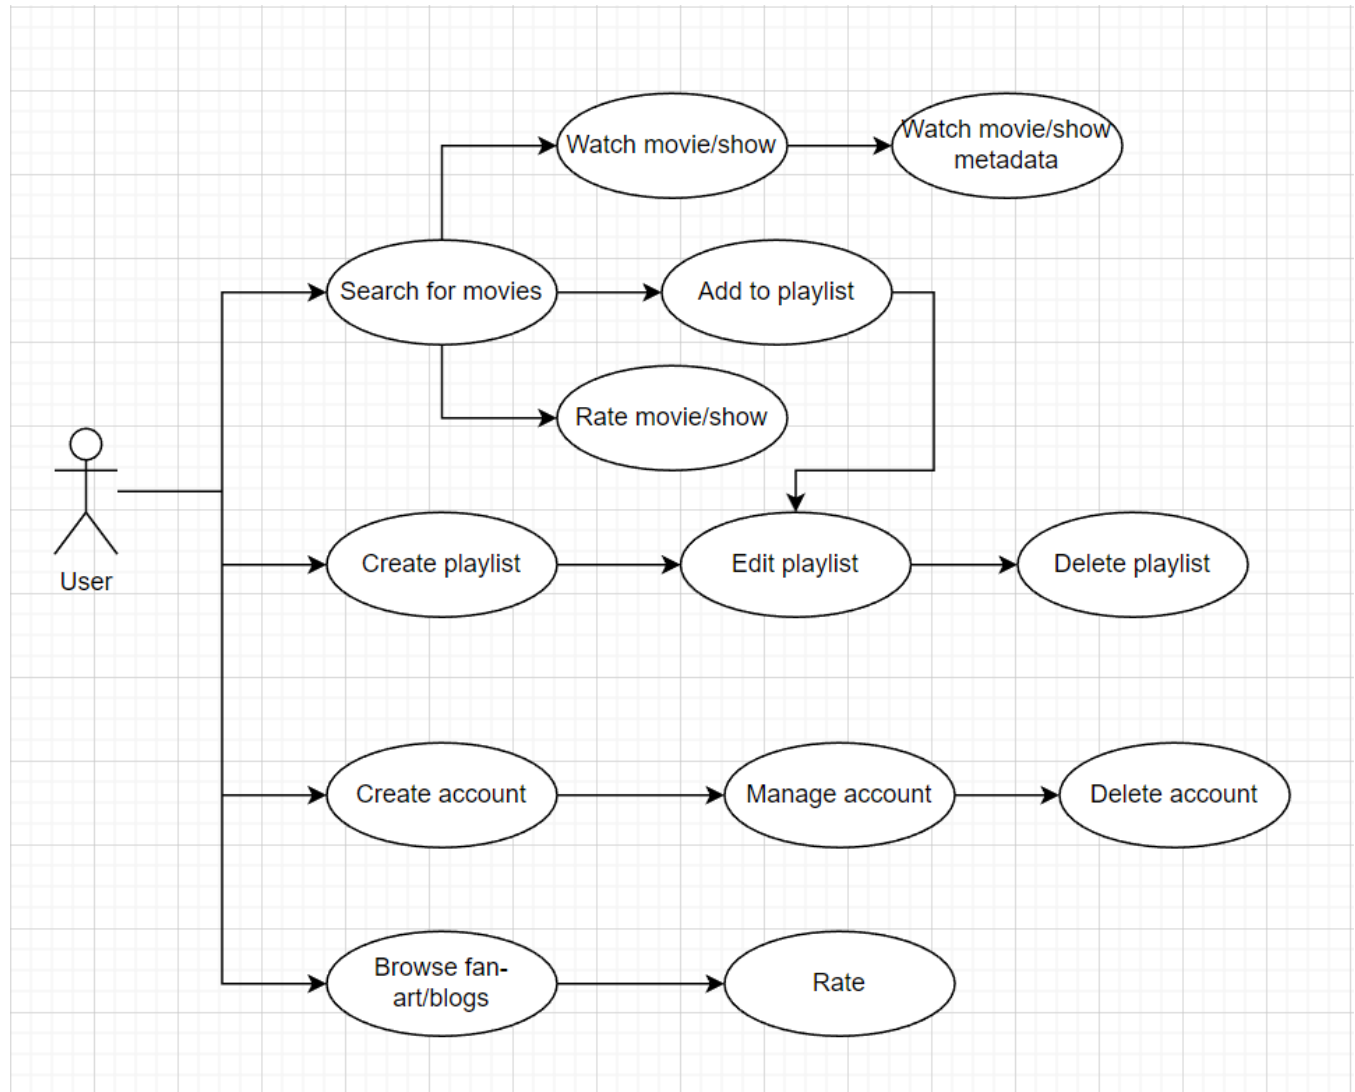 Watch movie/show
Watch movie/show
metadata
Search for movies
Add to playlist
Rate movie/show
User
Create playlist
Edit playlist
Delete playlist
Create account
Manage account
Delete account
Browse fan-
art/blogs
Rate